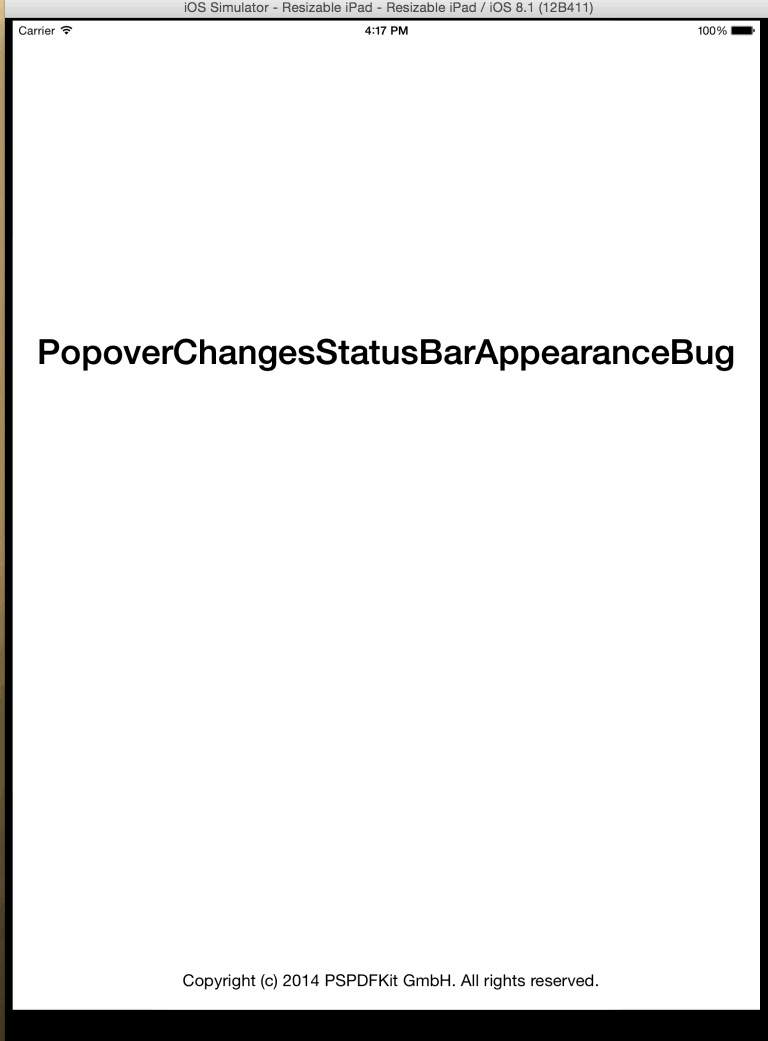 iOS Simulator - Resizable iPad - Resizable iPad / iOS 8.1 (12B411)
Carrier 4:17 PM 100%
PopoverChangesStatusBarAppearanceBug
Copyright (c) 2014 PSPDFKit GmbH. All rights reserved.